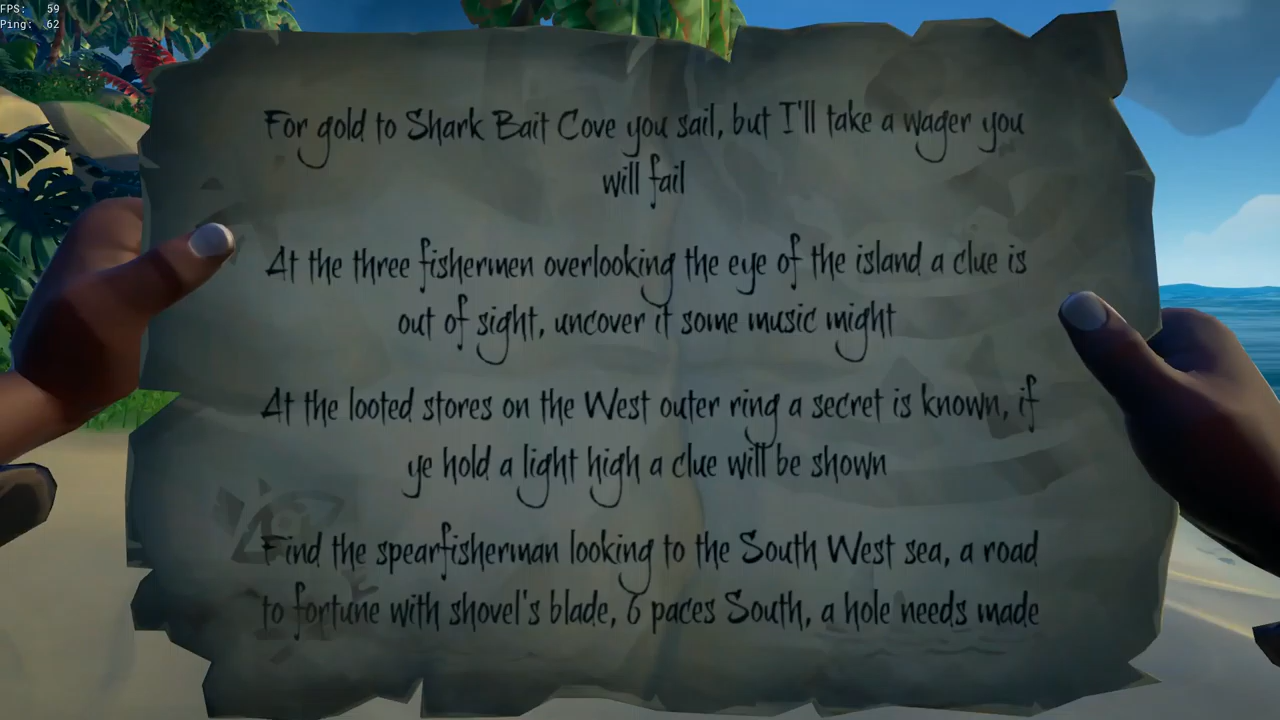 FPS: 59
Ping: 62
For gold to Shark Bait Cove you sail, but I'll take a wager you
will fail
At the three fishermen overlooking the eye of the island a clue is
out of sight, uncover it some music might
At the looted stores on the West outer ring a secret is known, if
ye hold a light high a clue will be shown
Find the spearfisherman looking to the South West sea, a road
to fortune with shovel's blade, 6 paces South, a hole needs made